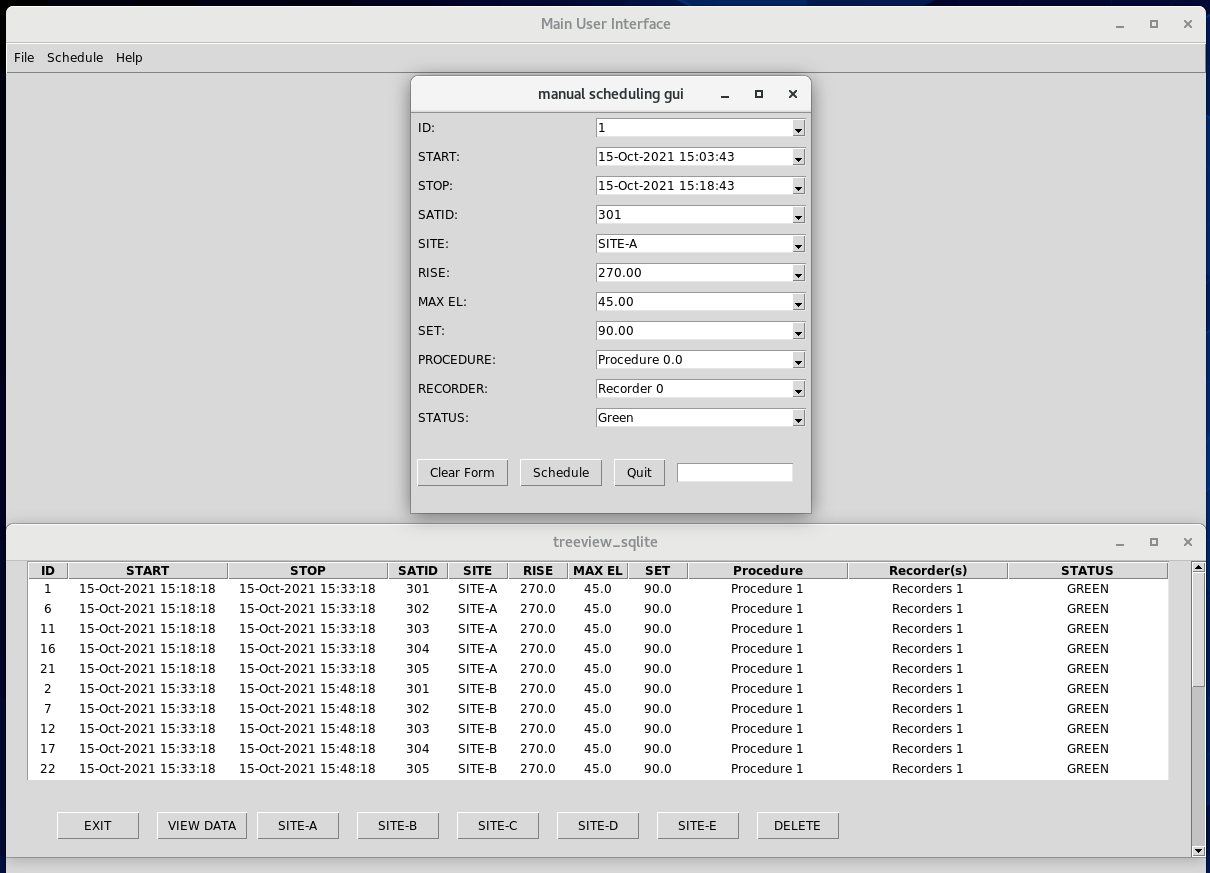 Main User Interface
File Schedule Help
manual scheduling gui
ID: 1
START: 15-Oct-2021 15:03:43
STOP: 15-Oct-2021 15:18:43
SATID: 301
SITE: SITE-A
RISE: 270.00
MAX EL: 45.00
SET: 90.00
PROCEDURE: Procedure 0.0
RECORDER: Recorder 0
STATUS: Green
Clear Form Schedule Quit
treeview_sqlite
ID START STOP SATID SITE RISE MAX EL SET Procedure Recorder(s) STATUS
1 15-Oct-2021 15:18:18 15-Oct-2021 15:33:18 301 SITE-A 270.0 45.0 90.0 Procedure 1 Recorders 1 GREEN
6 15-Oct-2021 15:18:18 15-Oct-2021 15:33:18 302 SITE-A 270.0 45.0 90.0 Procedure 1 Recorders 1 GREEN
11 15-Oct-2021 15:18:18 15-Oct-2021 15:33:18 303 SITE-A 270.0 45.0 90.0 Procedure 1 Recorders 1 GREEN
16 15-Oct-2021 15:18:18 15-Oct-2021 15:33:18 304 SITE-A 270.0 45.0 90.0 Procedure 1 Recorders 1 GREEN
21 15-Oct-2021 15:18:18 15-Oct-2021 15:33:18 305 SITE-A 270.0 45.0 90.0 Procedure 1 Recorders 1 GREEN
2 15-Oct-2021 15:33:18 15-Oct-2021 15:48:18 301 SITE-B 270.0 45.0 90.0 Procedure 1 Recorders 1 GREEN
7 15-Oct-2021 15:33:18 15-Oct-2021 15:48:18 302 SITE-B 270.0 45.0 90.0 Procedure 1 Recorders 1 GREEN
12 15-Oct-2021 15:33:18 15-Oct-2021 15:48:18 303 SITE-B 270.0 45.0 90.0 Procedure 1 Recorders 1 GREEN
17 15-Oct-2021 15:33:18 15-Oct-2021 15:48:18 304 SITE-B 270.0 45.0 90.0 Procedure 1 Recorders 1 GREEN
22 15-Oct-2021 15:33:18 15-Oct-2021 15:48:18 305 SITE-B 270.0 45.0 90.0 Procedure 1 Recorders 1 GREEN
EXIT VIEW DATA SITE-A SITE-B SITE-C SITE-D SITE-E DELETE